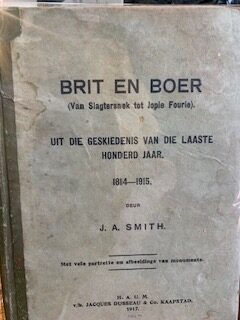 BRIT EN BOER
(Van Slagtersnek tot Jopie Fourie).
UIT DIE GESKIEDENIS VAN DIE LAASTE
HONDERD JAAR.
1814—1915.
DEUR
J. A. SMITH.
Met vele portrette en afbeeldings van monumente.
H. A. U. M.
v/h. JACQUES DUSSEAU & Co. KAAPSTAD.
1917.